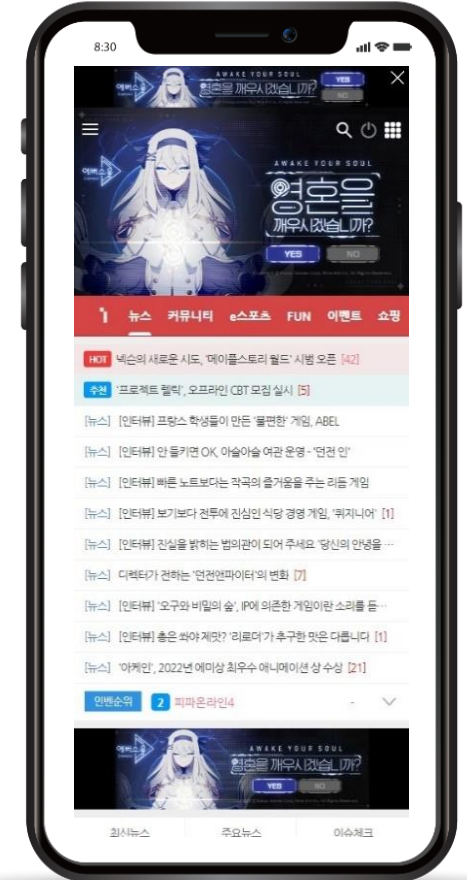 8:30
AWAKE YOUR SOUL
어버스
영혼을 깨우시겠습니까?
YES
NO
어버스
AWAKE YOUR SOUL
영혼을
깨우시겠습니까?
YES
NO
뉴스 커뮤니티 e스포츠 FUN 이벤트 쇼핑
HOT 넥슨의 새로운 시도, '메이플스토리 월드' 시범 오픈 [42]
추천 '프로젝트 렐릭', 오프라인 CBT 모집 실시 [5]
[뉴스] [인터뷰] 프랑스 학생들이 만든 '불편한' 게임, ABEL
[뉴스] [인터뷰] 안 들키면 OK, 아슬아슬 여관 운영 - '던전 인'
[뉴스] [인터뷰] 빠른 노트보다는 작곡의 즐거움을 주는 리듬 게임
[뉴스] [인터뷰] 보기보다 전투에 진심인 식당 경영 게임, '퀴지니어' [1]
[뉴스] [인터뷰] 진실을 밝히는 법의관이 되어 주세요 '당신의 안녕을 …
[뉴스] 디렉터가 전하는 '던전앤파이터'의 변화 [7]
[뉴스] [인터뷰] '오구와 비밀의 숲', IP에 의존한 게임이란 소리를 듣…
[뉴스] [인터뷰] 총은 쏴야 제맛? '리로더'가 추구한 맛은 다릅니다 [1]
[뉴스] '아케인', 2022년 에미상 최우수 애니메이션 상 수상 [21]
인벤순위 2 피파온라인4 -
어버스
AWAKE YOUR SOUL
영혼을 깨우시겠습니까?
YES
NO
최신뉴스 주요뉴스 이슈체크